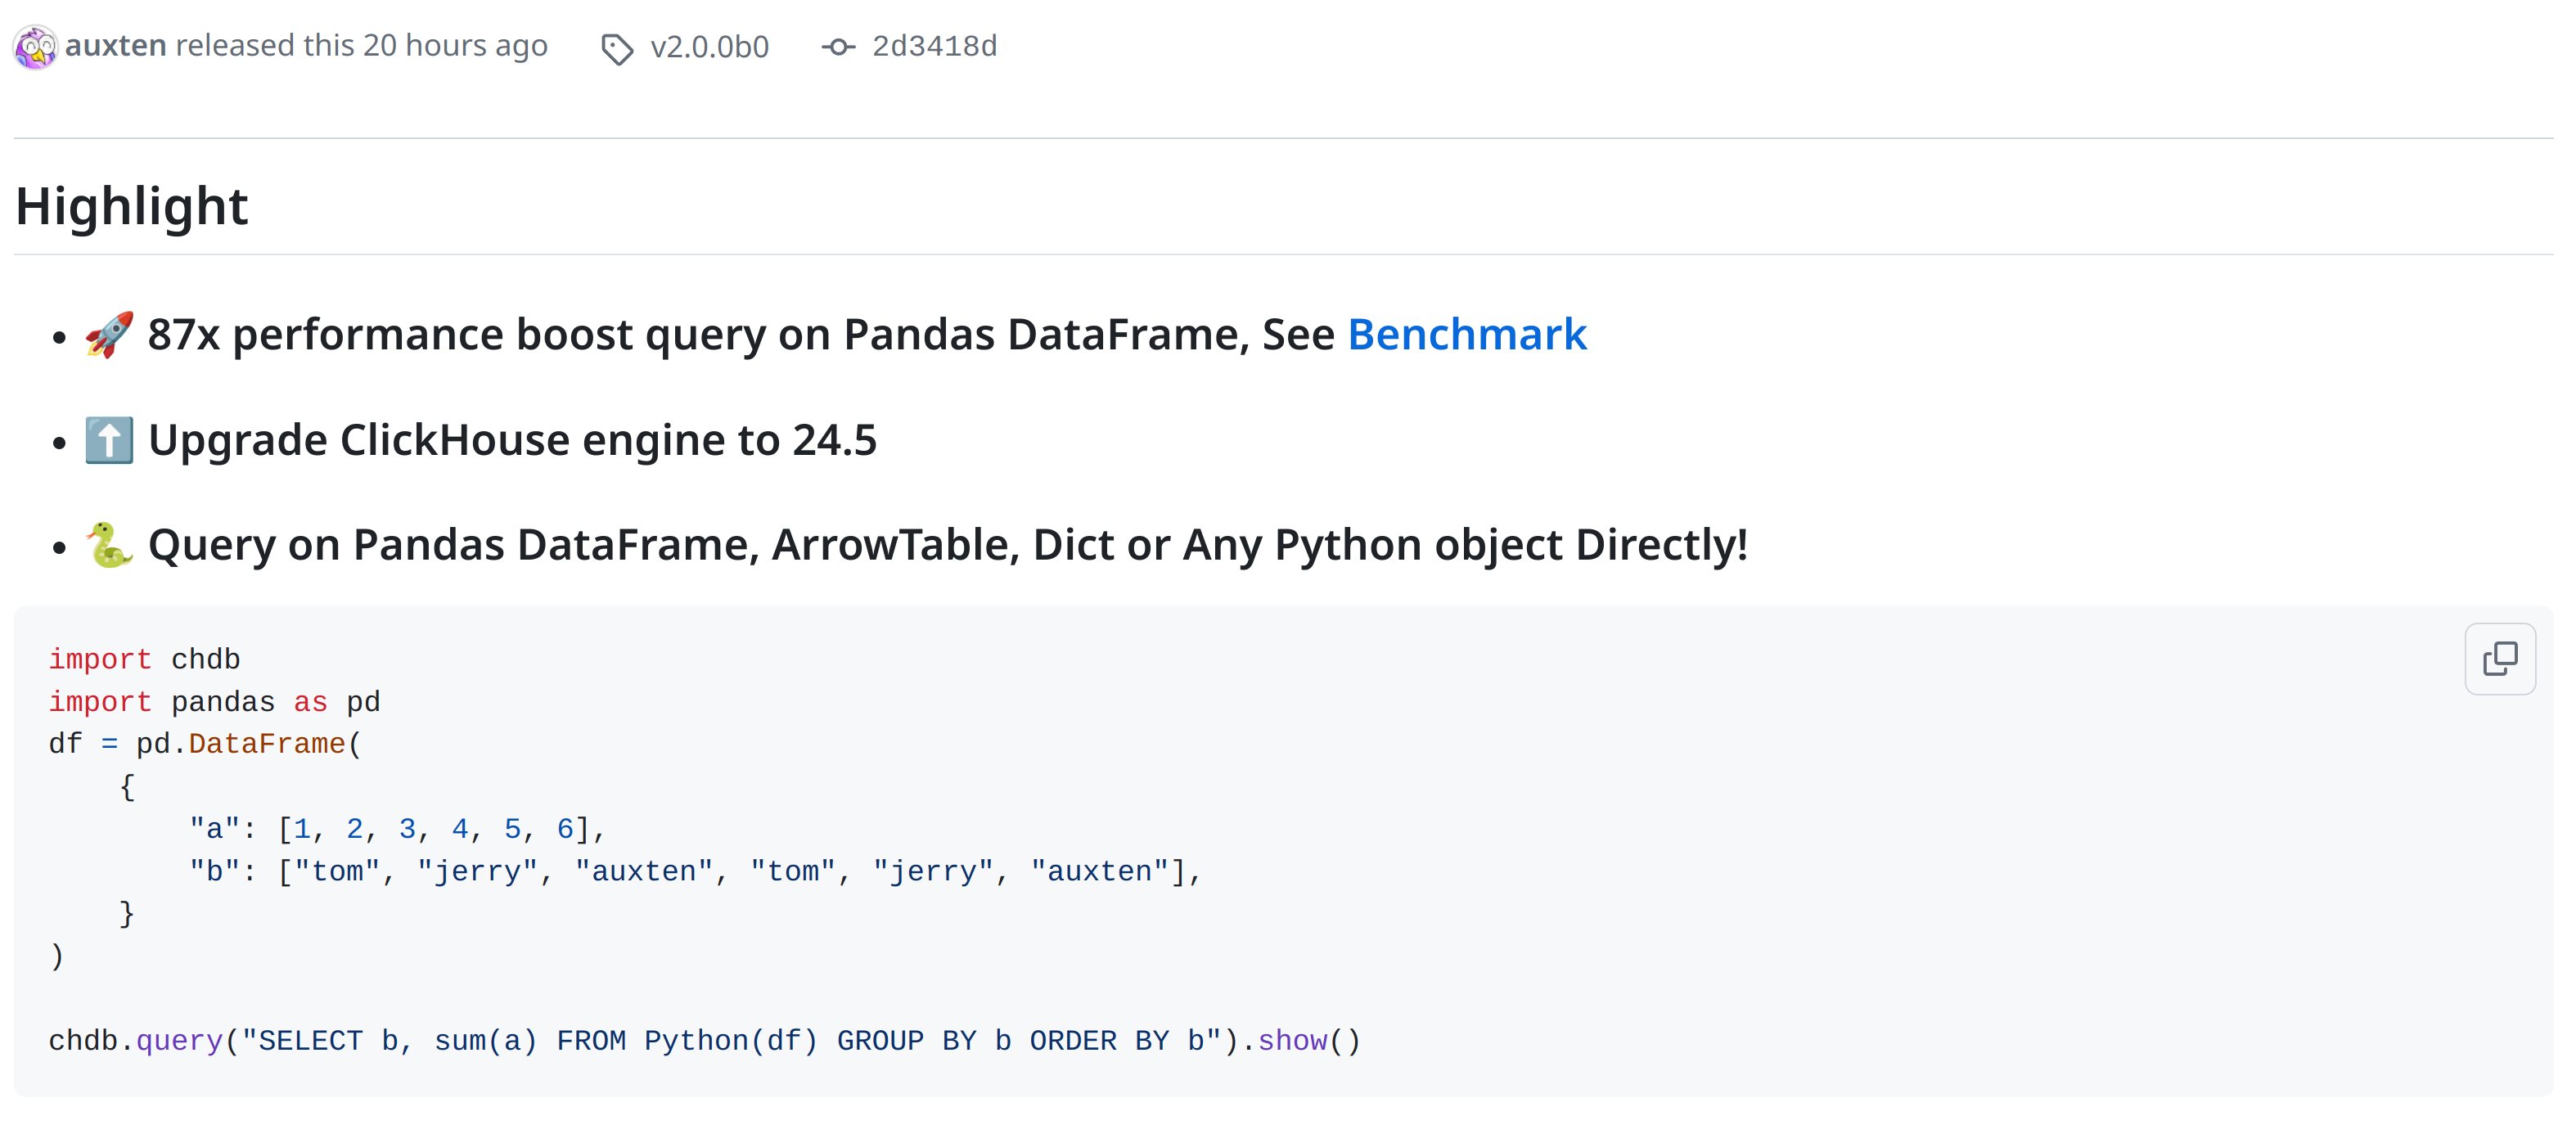 auxten released this 20 hours ago v2.0.0b0 2d3418d
Highlight
• 🚀 87x performance boost query on Pandas DataFrame, See Benchmark
• ⬆️ Upgrade ClickHouse engine to 24.5
• 🐍 Query on Pandas DataFrame, ArrowTable, Dict or Any Python object Directly!
import chdb
import pandas as pd
df = pd.DataFrame(
    {
        "a": [1, 2, 3, 4, 5, 6],
        "b": ["tom", "jerry", "auxten", "tom", "jerry", "auxten"],
    }
)
chdb.query("SELECT b, sum(a) FROM Python(df) GROUP BY b ORDER BY b").show()